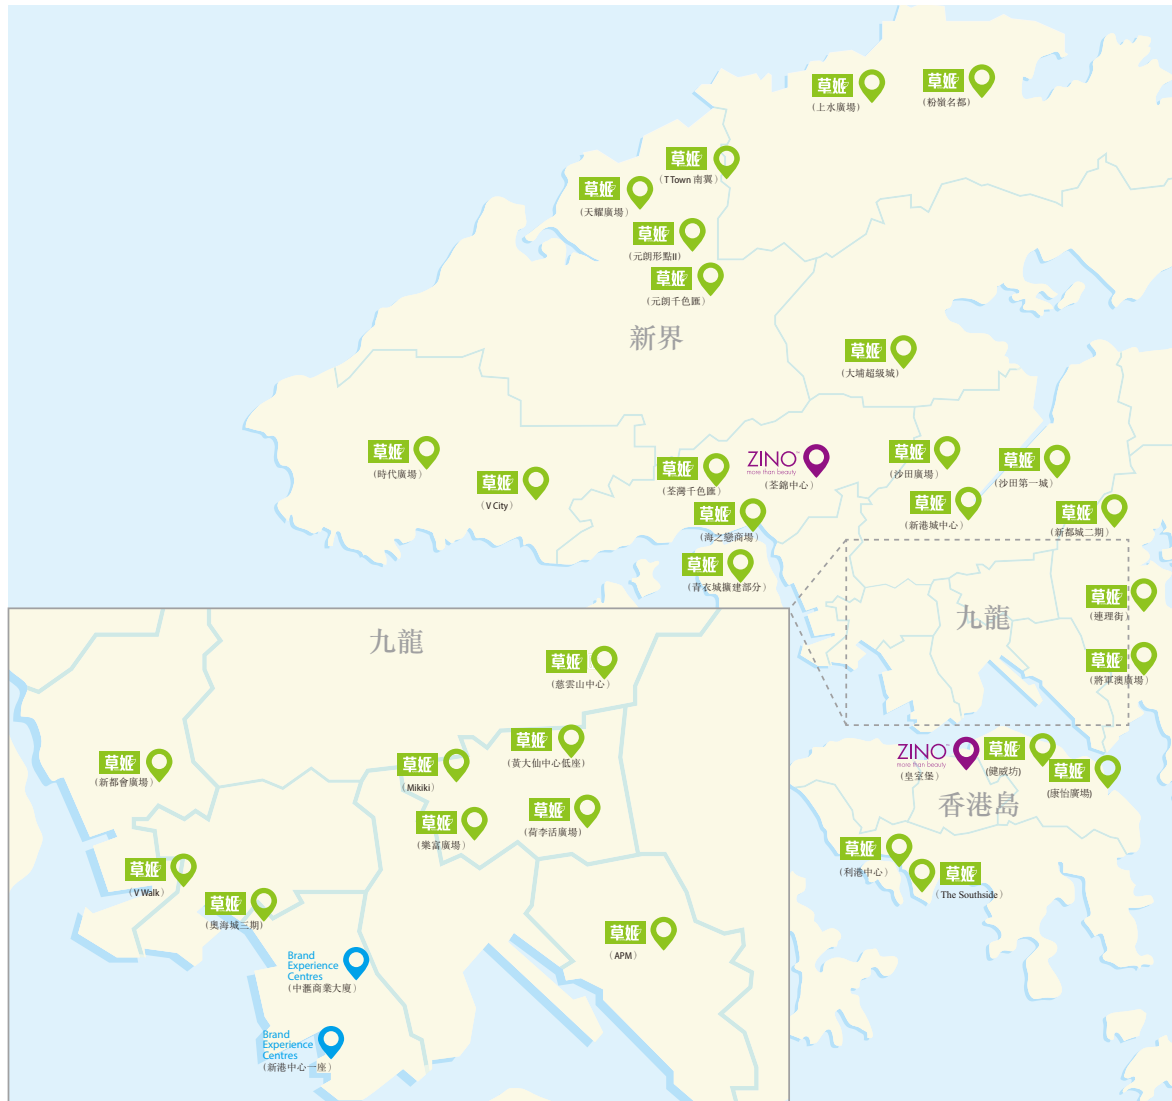 草姬
(上水廣場)
草姬
(粉嶺名都)
草姬
(T Town 南翼)
草姬
(天耀廣場)
草姬
(元朗形點II)
草姬
(元朗千色匯)
新界
草姬
(大埔超級城)
草姬
(時代廣場)
草姬
(V City)
草姬
(荃灣千色匯)
ZINO
more than beauty
(荃錦中心)
草姬
(沙田廣場)
草姬
(沙田第一城)
草姬
(新港城中心)
草姬
(新都城二期)
草姬
(海之戀商場)
草姬
(青衣城擴建部分)
九龍
草姬
(連理街)
草姬
(將軍澳廣場)
ZINO
more than beauty
(皇室堡)
草姬
(健威坊)
草姬
(康怡廣場)
香港島
草姬
(利港中心)
草姬
(The Southside)
九龍
草姬
(慈雲山中心)
草姬
(黃大仙中心低座)
草姬
(新都會廣場)
草姬
(Mikiki)
草姬
(樂富廣場)
草姬
(荷李活廣場)
草姬
(V Walk)
草姬
(奧海城三期)
草姬
(APM)
Brand
Experience
Centres
(中滙商業大廈)
Brand
Experience
Centres
(新港中心一座)